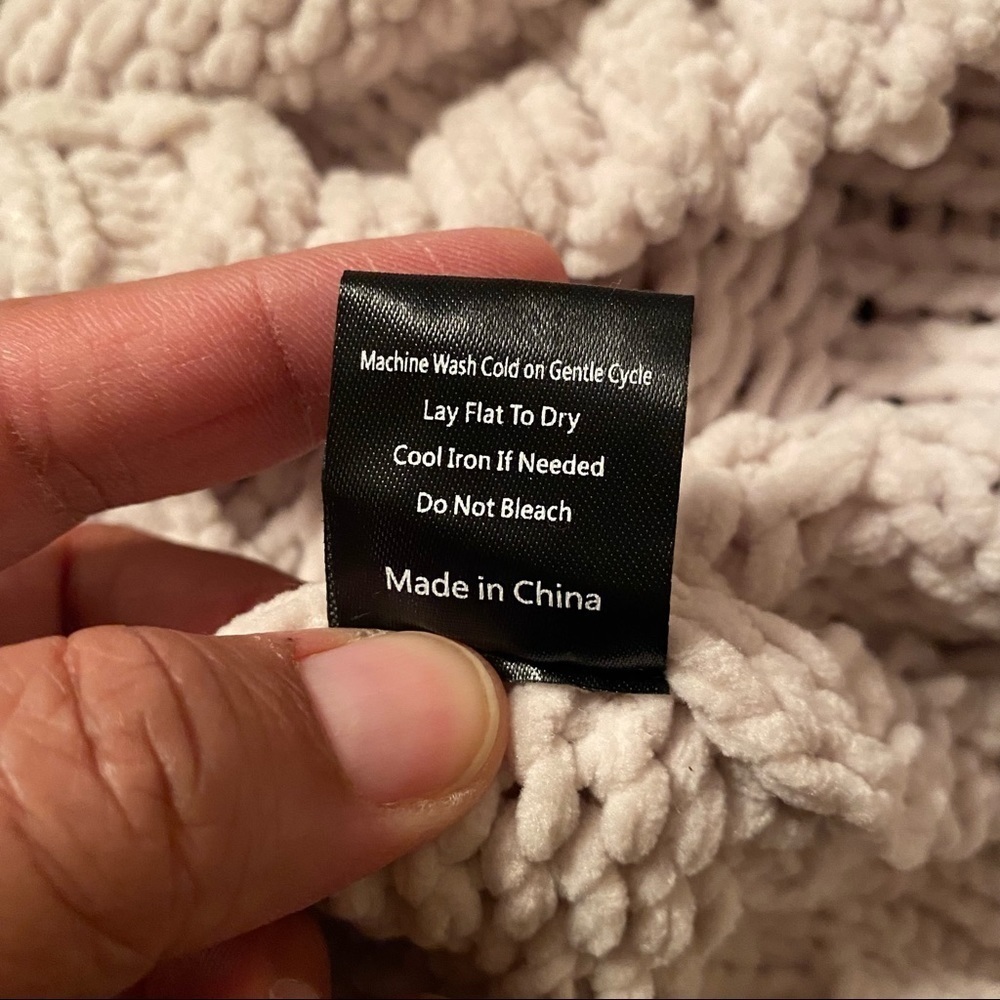 Machine Wash Cold on Gentle Cycle
Lay Flat To Dry
Cool Iron If Needed
Do Not Bleach
Made in China